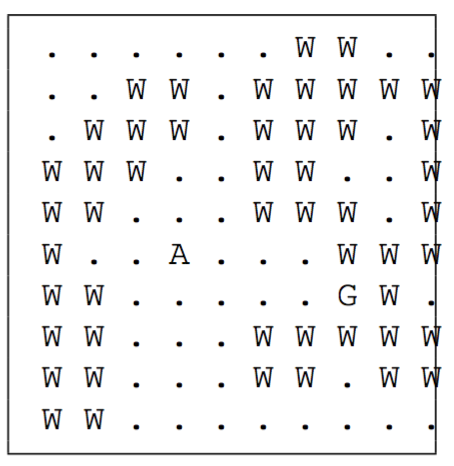 . . . . . . W W . .
. . W W . W W W W W
. W W W . W W W . W
W W W . . W W . . W
W W . . . W W W . W
W . . A . . . W W W
W W . . . . . G W .
W W . . . W W W W W
W W . . . W W . W W
W W . . . . . . . .